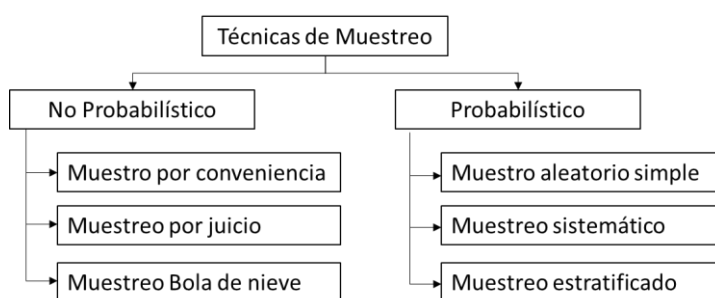 Técnicas de Muestreo
No Probabilístico
Muestro por conveniencia
Muestreo por juicio
Muestreo Bola de nieve
Probabilístico
Muestro aleatorio simple
Muestreo sistemático
Muestreo estratificado